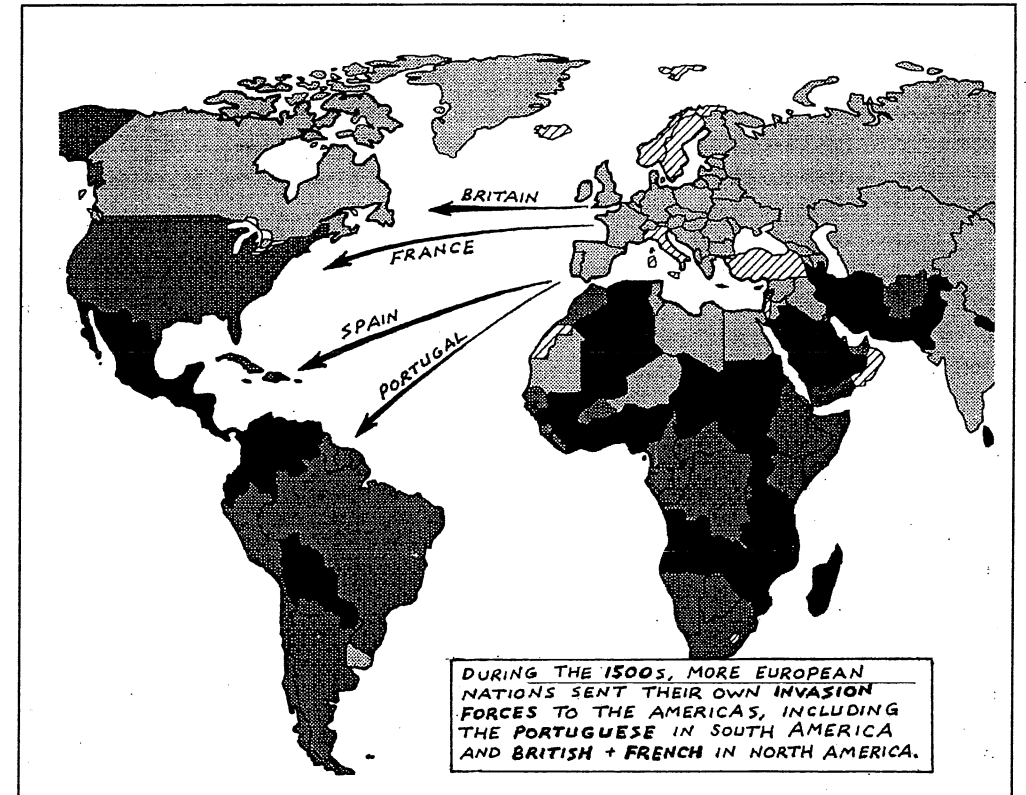 BRITAIN
FRANCE
SPAIN
PORTUGAL
DURING THE 1500s, MORE EUROPEAN
NATIONS SENT THEIR OWN INVASION
FORCES TO THE AMERICAS, INCLUDING
THE PORTUGUESE IN SOUTH AMERICA
AND BRITISH + FRENCH IN NORTH AMERICA.